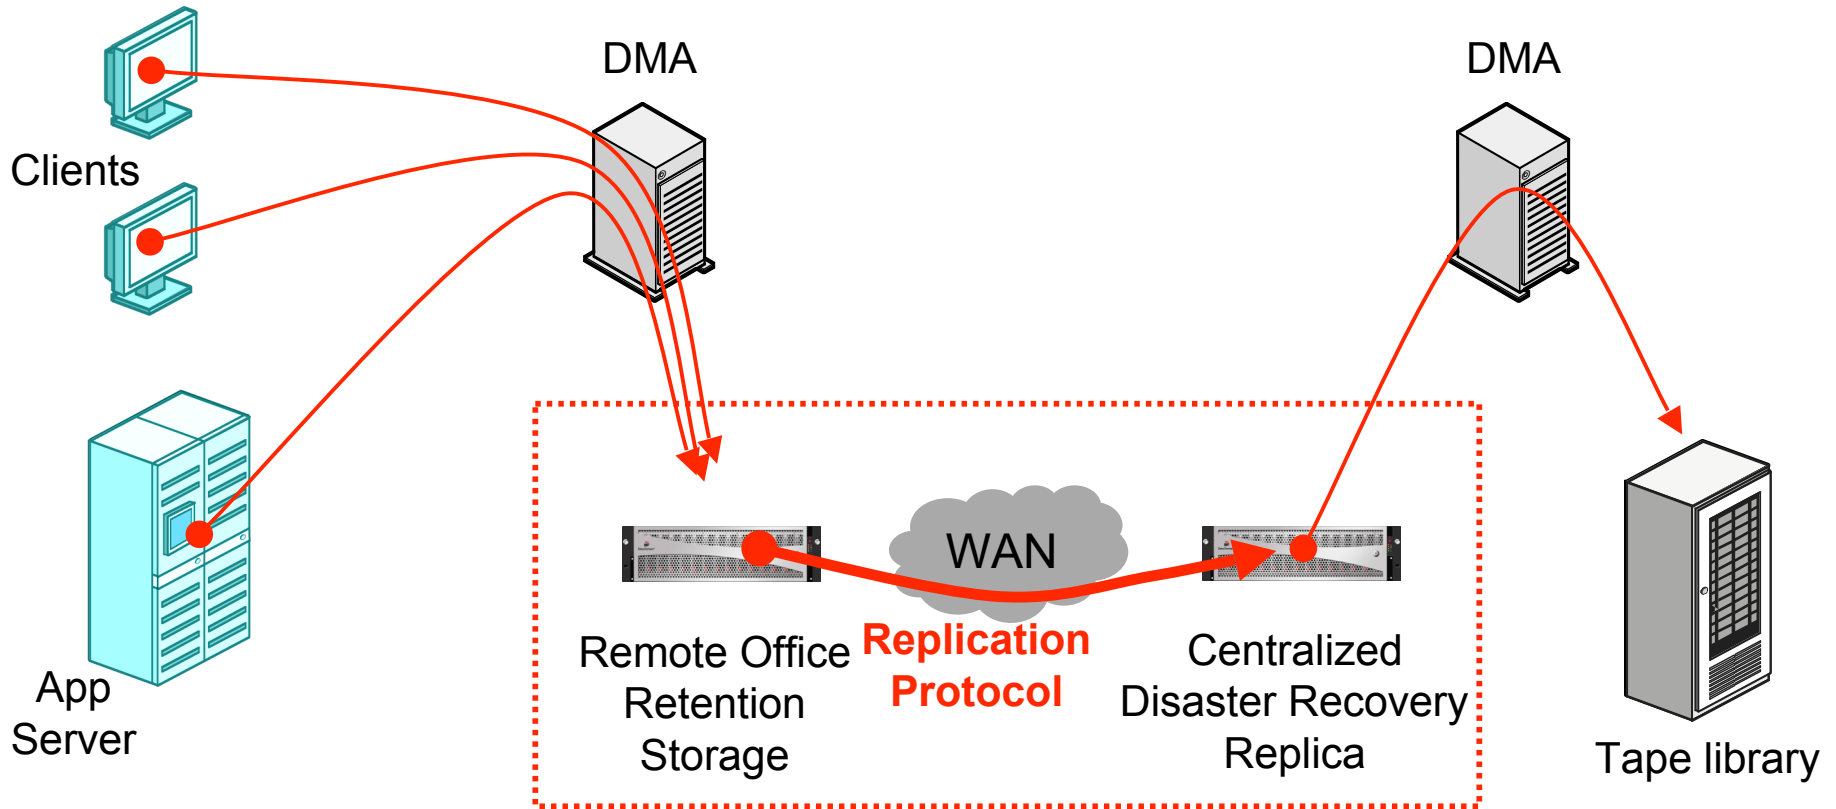 DMA
DMA
Clients
WAN
Replication
Protocol
Remote Office
Retention
Storage
Centralized
Disaster Recovery
Replica
App
Server
Tape library